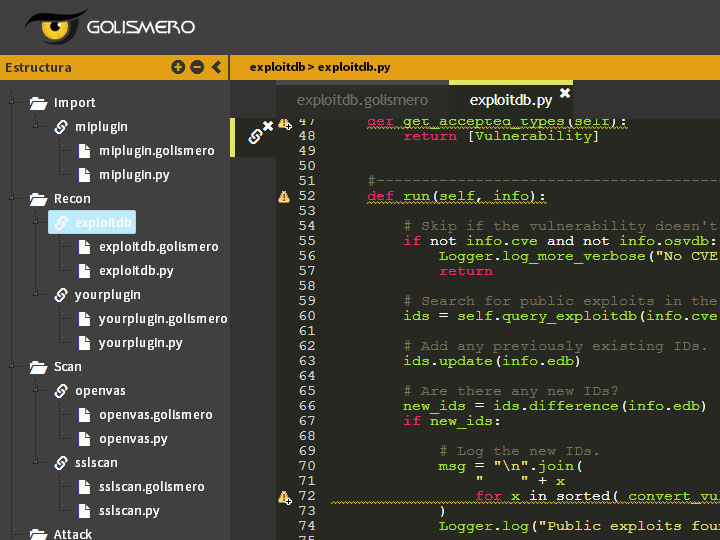 GOLISMERO
Estructura
exploitdb > exploitdb.py
Import
miplugin
miplugin.golismero
miplugin.py
Recon
exploitdb
exploitdb.golismero
exploitdb.py
yourplugin
yourplugin.golismero
yourplugin.py
Scan
openvas
openvas.golismero
openvas.py
sslscan
sslscan.golismero
sslscan.py
Attack
exploitdb.golismero
exploitdb.py
47 def get_accepted_types(self):
48 return [Vulnerability]
49
50
51 #----------------------------------------
52 def run(self, info):
53
54 # Skip if the vulnerability doesn't
55 if not info.cve and not info.osvdb:
56 Logger.log_more_verbose("No CVE
57 return
58
59 # Search for public exploits in the
60 ids = self.query_exploitdb(info.cve
61
62 # Add any previously existing IDs.
63 ids.update(info.edb)
64
65 # Are there any new IDs?
66 new_ids = ids.difference(info.edb)
67 if new_ids:
68
69 # Log the new IDs.
70 msg = "\n".join(
71 " " + x
72 for x in sorted(_convert_vul
73 )
74 Logger.log("Public exploits fou
75